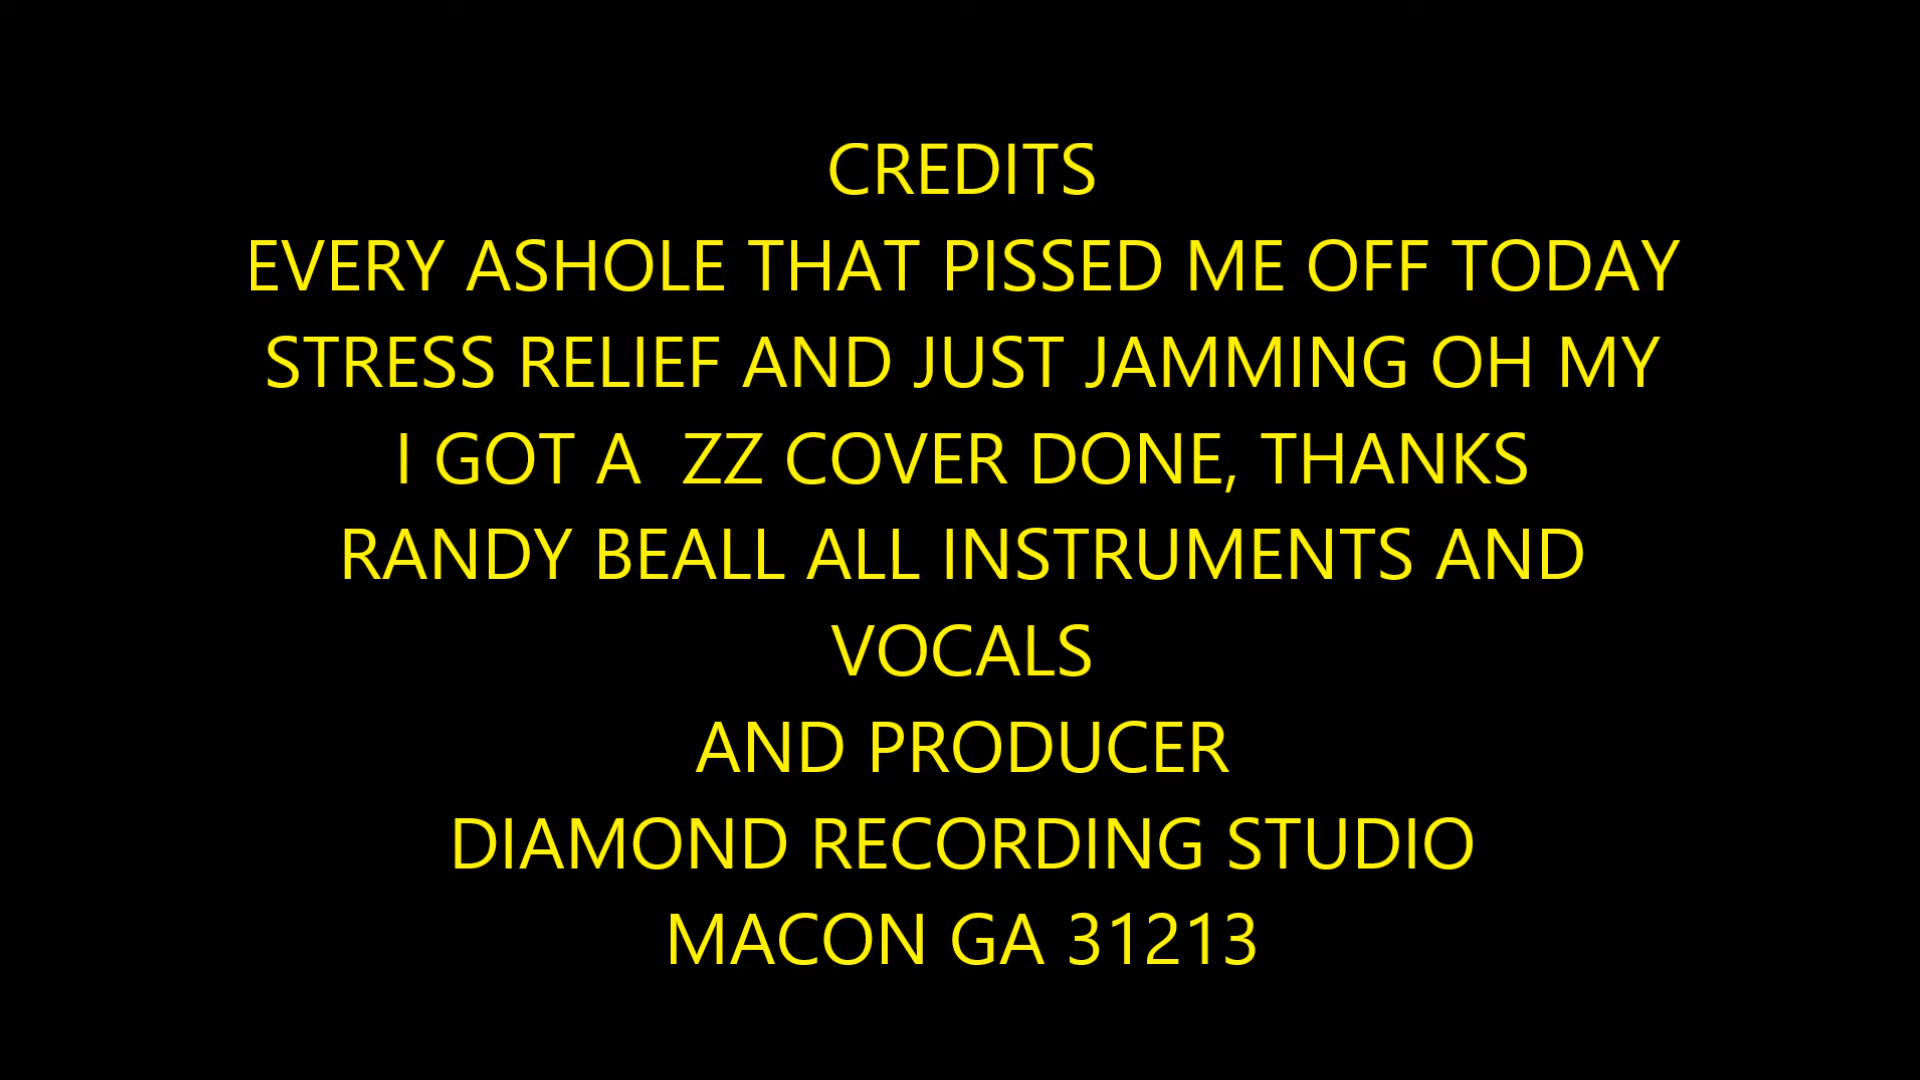 CREDITS
EVERY ASHOLE THAT PISSED ME OFF TODAY
STRESS RELIEF AND JUST JAMMING OH MY
I GOT A  ZZ COVER DONE, THANKS
RANDY BEALL ALL INSTRUMENTS AND
VOCALS
AND PRODUCER
DIAMOND RECORDING STUDIO
MACON GA 31213